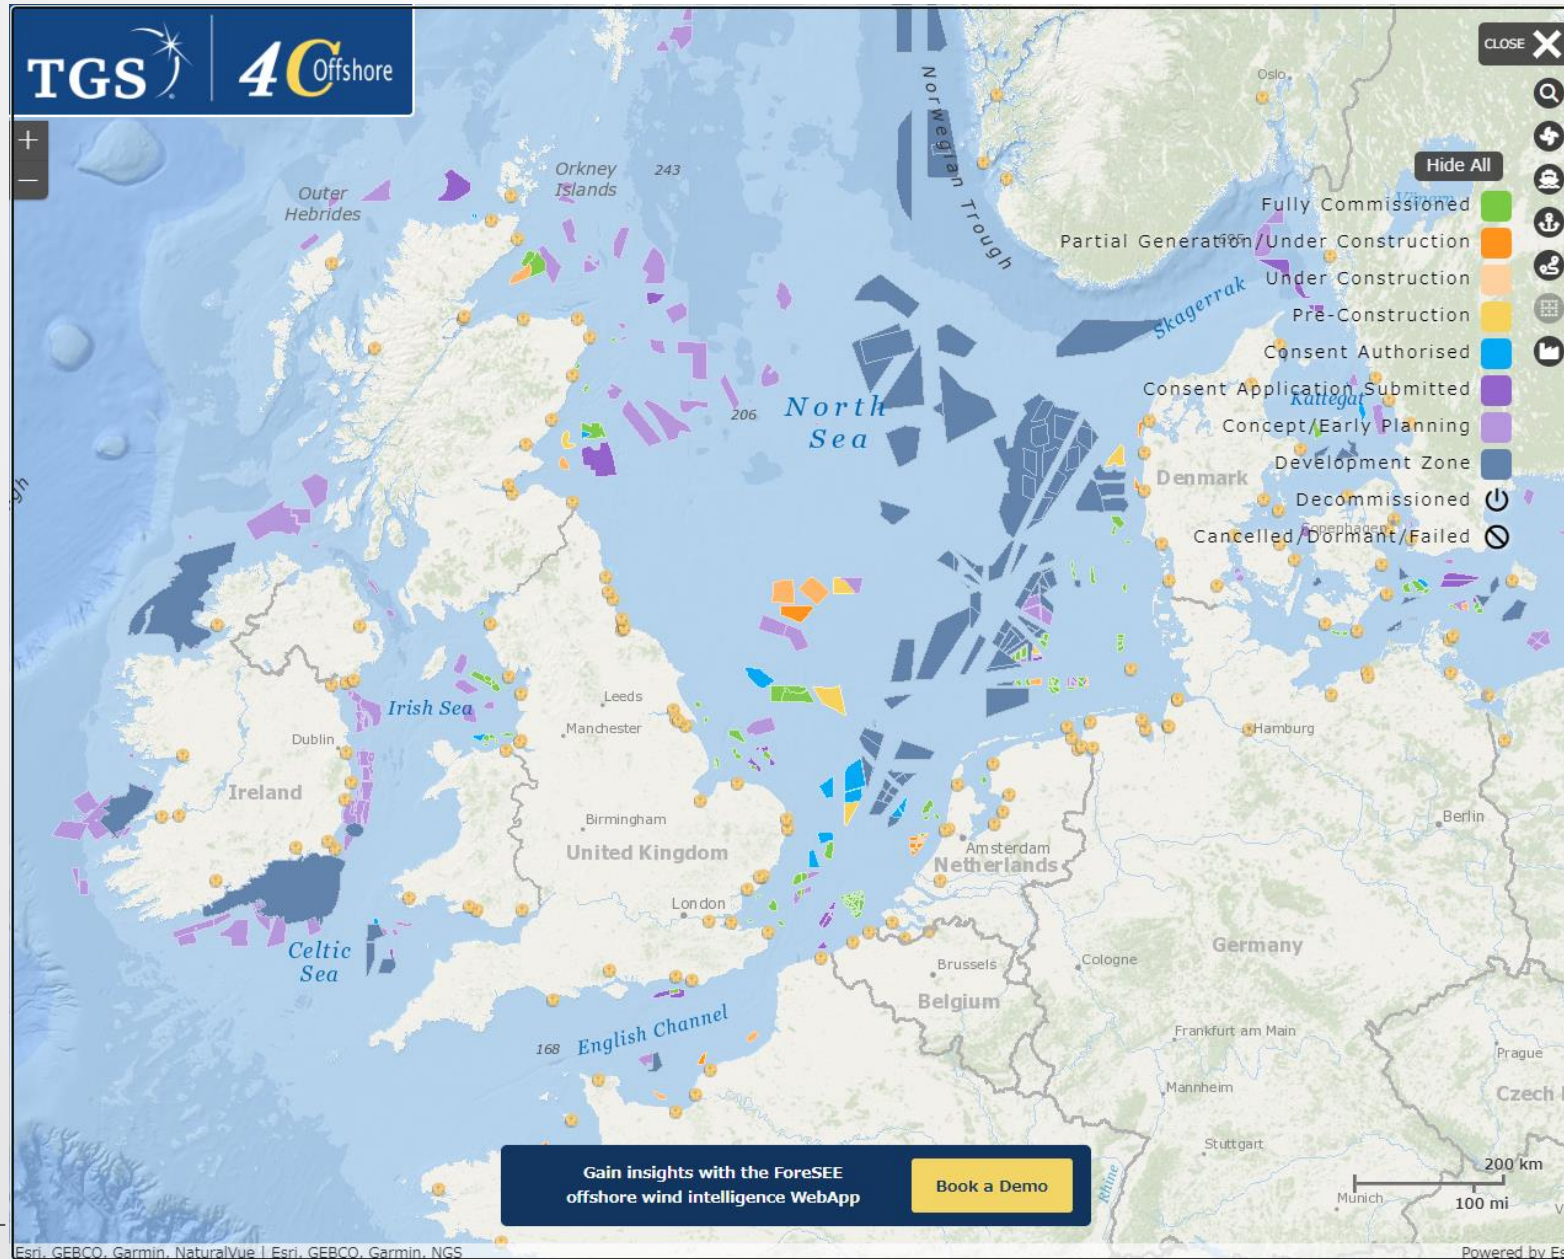 TGS 4C Offshore
CLOSE
+
−
Hide All
Fully Commissioned
Partial Generation/Under Construction
Under Construction
Pre-Construction
Consent Authorised
Consent Application Submitted
Concept/Early Planning
Development Zone
Decommissioned
Cancelled/Dormant/Failed
Outer
Hebrides
Orkney
Islands
243
Norwegian Trough
Oslo
Skagerrak
North
Sea
206
Kattegat
Denmark
Copenhagen
Irish Sea
Leeds
Manchester
Dublin
Ireland
Birmingham
United Kingdom
London
Celtic
Sea
English Channel
168
Hamburg
Berlin
Amsterdam
Netherlands
Brussels
Belgium
Cologne
Germany
Frankfurt am Main
Mannheim
Prague
Czech
Stuttgart
Rhine
Munich
200 km
100 mi
Gain insights with the ForeSEE
offshore wind intelligence WebApp
Book a Demo
Esri, GEBCO, Garmin, NaturalVue | Esri, GEBCO, Garmin, NGS
Powered by